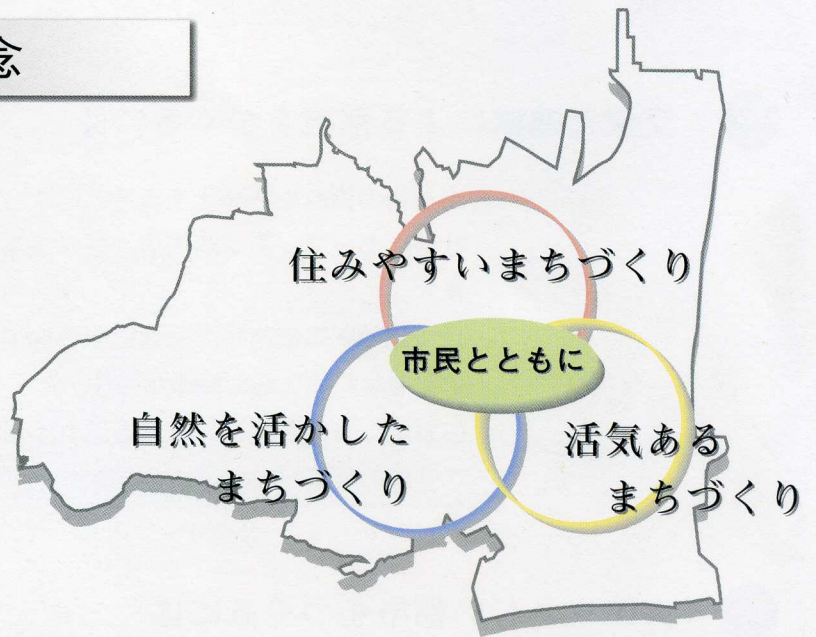 念
住みやすいまちづくり
市民とともに
自然を活かした
まちづくり
活気ある
まちづくり